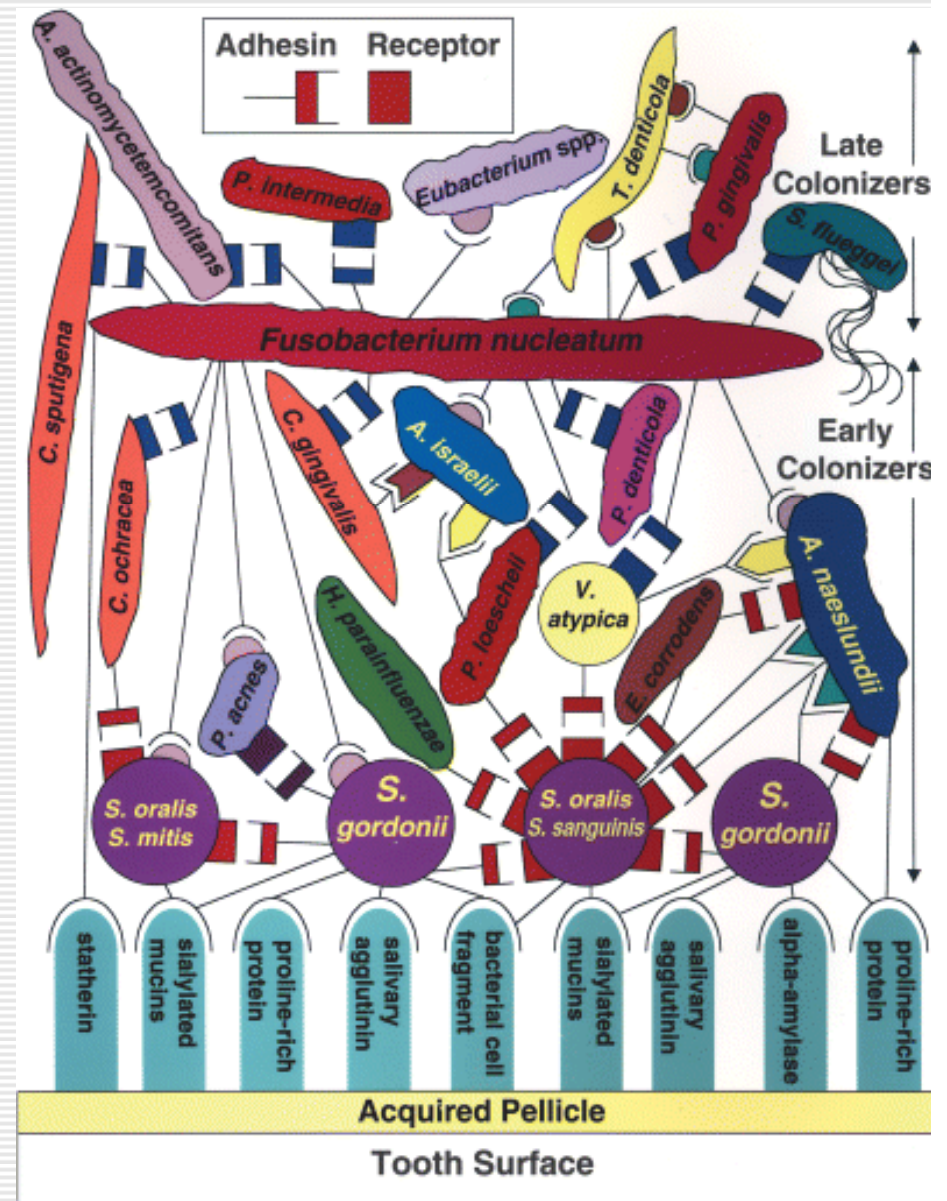 A. actinomycetemcomitans
Adhesin
Receptor
T. denticola
P. gingivalis
Late
Colonizers
P. intermedia
Eubacterium spp.
S. flueggei
C. sputigena
Fusobacterium nucleatum
Early
Colonizers
C. ochracea
C. gingivalis
A. israelii
P. denticola
A. naeslundii
H. parainfluenzae
P. loescheii
V.
atypica
E. corrodens
P. acnes
S. oralis
S. mitis
S.
gordonii
S. oralis
S. sanguinis
S.
gordonii
statherin
sialylated
mucins
proline-rich
protein
salivary
agglutinin
bacterial cell
fragment
sialylated
mucins
salivary
agglutinin
alpha-amylase
proline-rich
protein
Acquired Pellicle
Tooth Surface